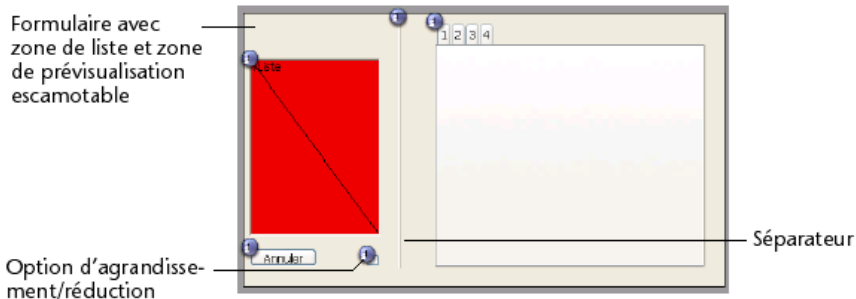 Formulaire avec
zone de liste et zone
de prévisualisation
escamotable
1 2 3 4
Liste
Annuler
Séparateur
Option d'agrandisse-
ment/réduction